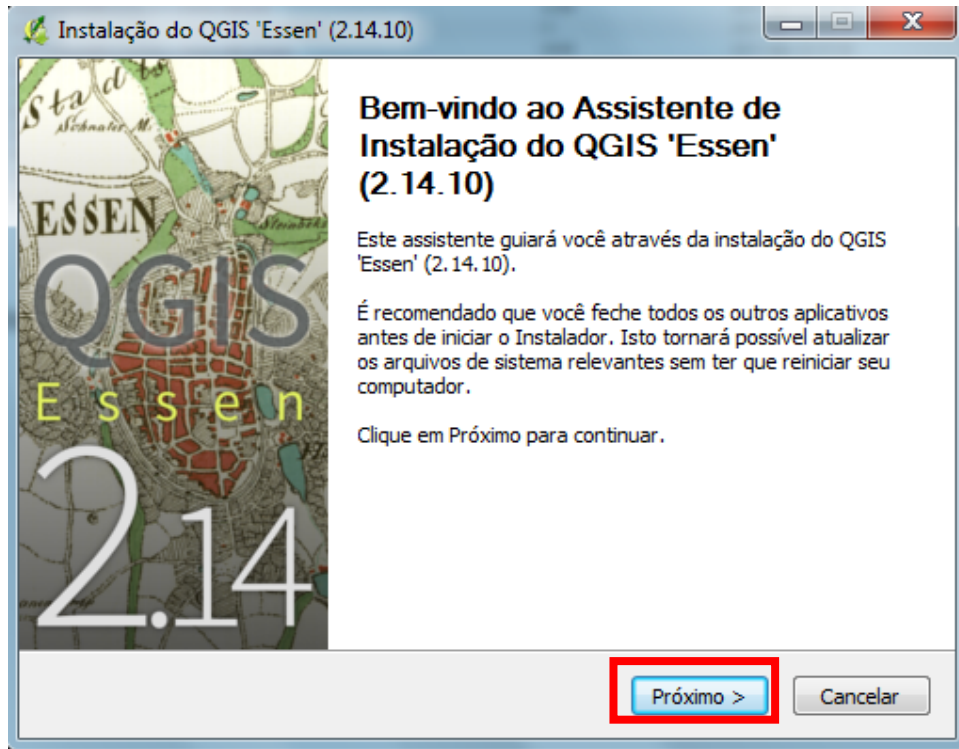 Instalação do QGIS 'Essen' (2.14.10)
Stadt
Schnater M.
ESSEN
QGIS
Essen
2.14
Bem-vindo ao Assistente de
Instalação do QGIS 'Essen'
(2.14.10)
Este assistente guiará você através da instalação do QGIS
'Essen' (2.14.10).
É recomendado que você feche todos os outros aplicativos
antes de iniciar o Instalador. Isto tornará possível atualizar
os arquivos de sistema relevantes sem ter que reiniciar seu
computador.
Clique em Próximo para continuar.
Próximo >
Cancelar